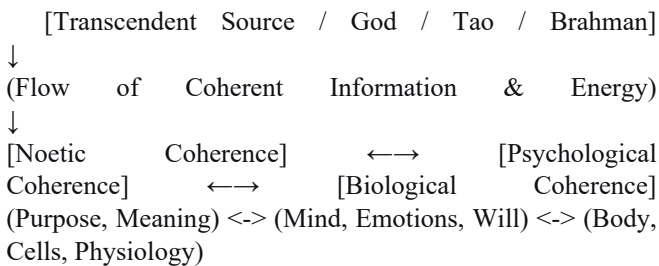 [Transcendent Source / God / Tao / Brahman]
↓
(Flow of Coherent Information & Energy)
↓
[Noetic Coherence] ←→ [Psychological
Coherence] ←→ [Biological Coherence]
(Purpose, Meaning) <-> (Mind, Emotions, Will) <-> (Body,
Cells, Physiology)